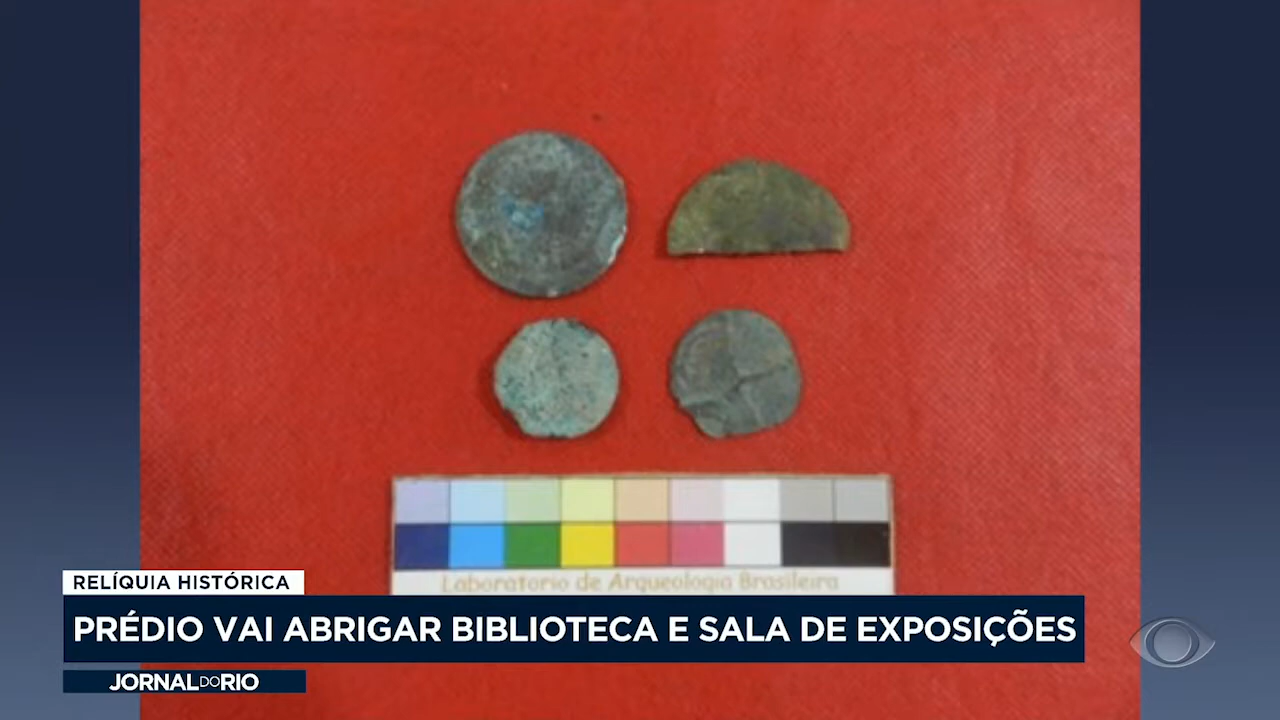 Laboratorio de Arqueologia Brasileira
RELÍQUIA HISTÓRICA
PRÉDIO VAI ABRIGAR BIBLIOTECA E SALA DE EXPOSIÇÕES
JORNAL DO RIO